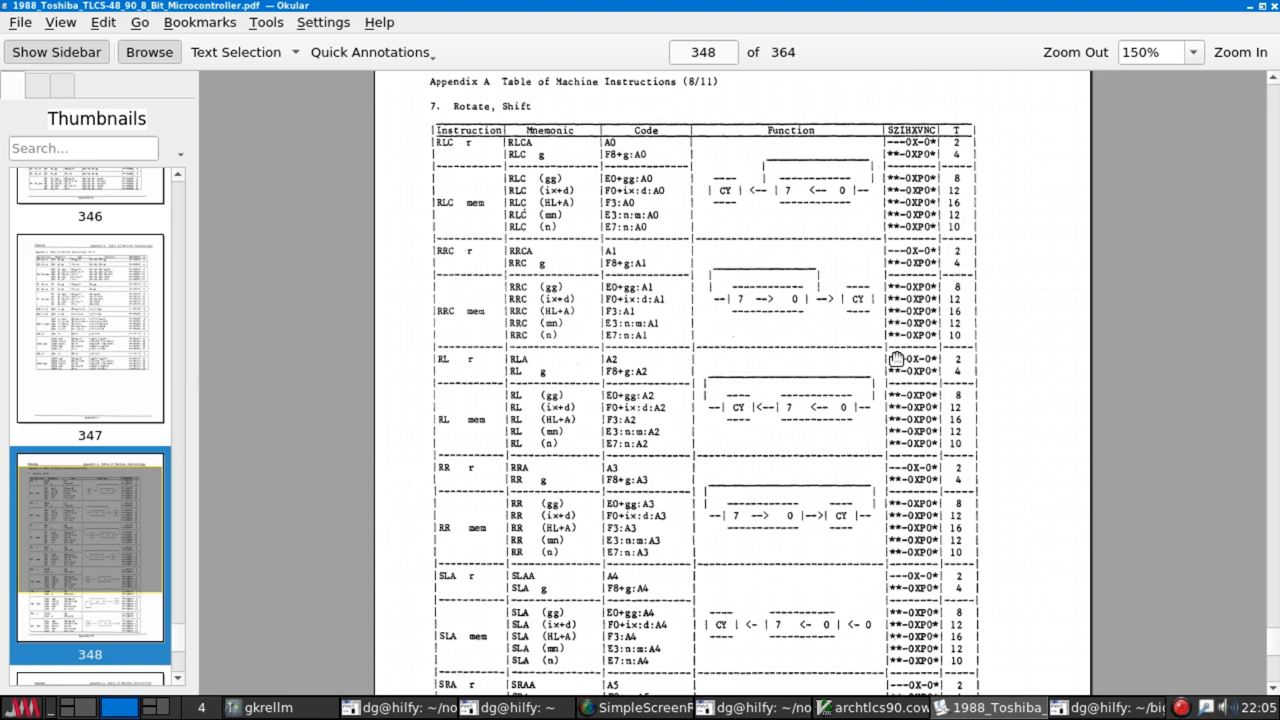 1988_Toshiba_TLCS-48_90_8_Bit_Microcontroller.pdf — Okular
File View Edit Go Bookmarks Tools Settings Help
Show Sidebar Browse Text Selection Quick Annotations 348 of 364 Zoom Out 150% Zoom In
Thumbnails
Search...
346
347
348
Appendix A Table of Machine Instructions (8/11)
7. Rotate, Shift
Instruction Mnemonic Code Function SZIHXVNC T
RLC r RLCA A0 ---0X-0* 2
RLC g F8+g:A0 **-0XP0* 4
RLC (gg) E0+gg:A0 **-0XP0* 8
RLC (ix+d) F0+ix:d:A0 | CY | <-- | 7 <-- 0 |-- **-0XP0* 12
RLC mem RLC (HL+A) F3:A0 **-0XP0* 16
RLC (mn) E3:n:m:A0 **-0XP0* 12
RLC (n) E7:n:A0 **-0XP0* 10
RRC r RRCA A1 ---0X-0* 2
RRC g F8+g:A1 **-0XP0* 4
RRC (gg) E0+gg:A1 **-0XP0* 8
RRC (ix+d) F0+ix:d:A1 --| 7 --> 0 | --> | CY | **-0XP0* 12
RRC mem RRC (HL+A) F3:A1 **-0XP0* 16
RRC (mn) E3:n:m:A1 **-0XP0* 12
RRC (n) E7:n:A1 **-0XP0* 10
RL r RLA A2 -0X-0* 2
RL g F8+g:A2 **-0XP0* 4
RL (gg) E0+gg:A2 **-0XP0* 8
RL (ix+d) F0+ix:d:A2 --| CY |<--| 7 <-- 0 |-- **-0XP0* 12
RL mem RL (HL+A) F3:A2 **-0XP0* 16
RL (mn) E3:n:m:A2 **-0XP0* 12
RL (n) E7:n:A2 **-0XP0* 10
RR r RRA A3 ---0X-0* 2
RR g F8+g:A3 **-0XP0* 4
RR (gg) E0+gg:A3 **-0XP0* 8
RR (ix+d) F0+ix:d:A3 --| 7 --> 0 |-->| CY |-- **-0XP0* 12
RR mem RR (HL+A) F3:A3 **-0XP0* 16
RR (mn) E3:n:m:A3 **-0XP0* 12
RR (n) E7:n:A3 **-0XP0* 10
SLA r SLAA A4 ---0X-0* 2
SLA g F8+g:A4 **-0XP0* 4
SLA (gg) E0+gg:A4 **-0XP0* 8
SLA (ix+d) F0+ix:d:A4 | CY | <- | 7 <- 0 | <- 0 **-0XP0* 12
SLA mem SLA (HL+A) F3:A4 **-0XP0* 16
SLA (mn) E3:n:m:A4 **-0XP0* 12
SLA (n) E7:n:A4 **-0XP0* 10
SRA r SRAA A5 ---0X-0* 2
4 gkrellm dg@hilfy: ~/no dg@hilfy: ~ SimpleScreenR dg@hilfy: ~/no archtlcs90.cow 1988_Toshiba_ dg@hilfy: ~/big 22:05